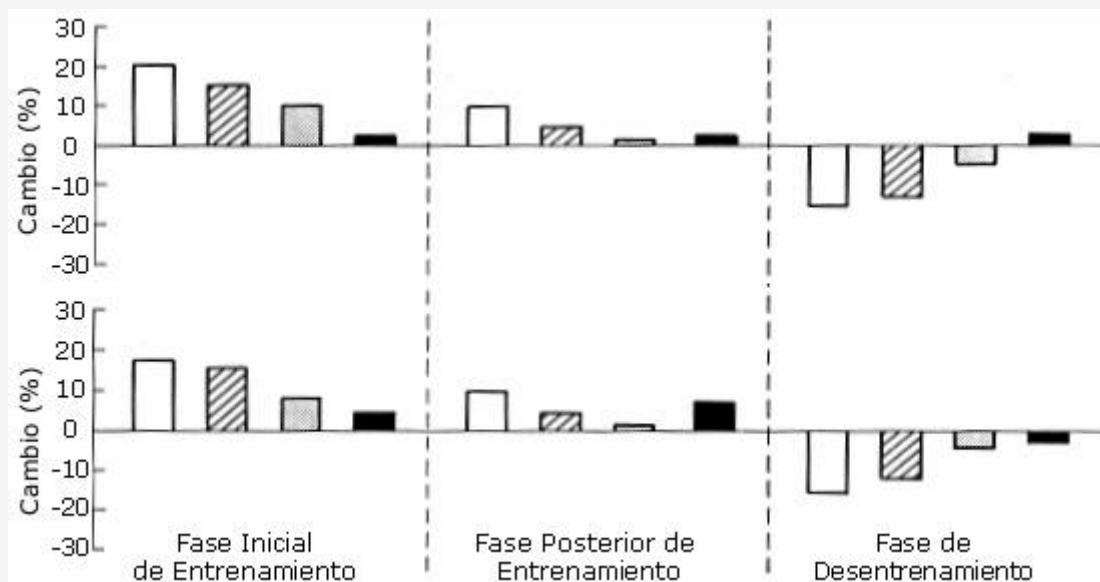 30
20
10
0
-10
-20
-30
Cambio (%)
30
20
10
0
-10
-20
-30
Cambio (%)
Fase Inicial
de Entrenamiento
Fase Posterior de
Entrenamiento
Fase de
Desentrenamiento